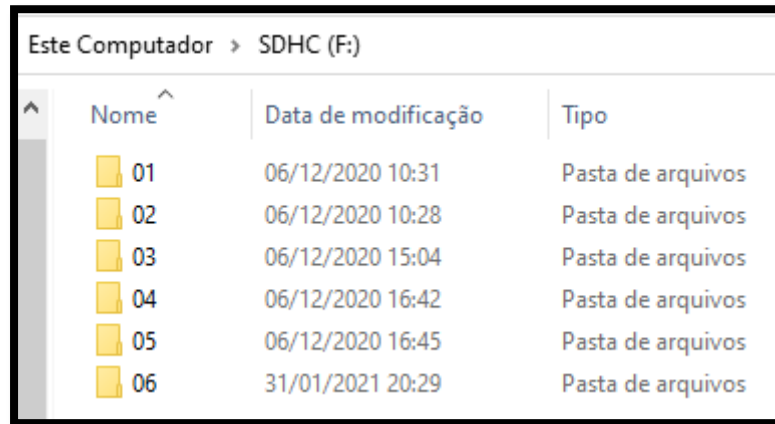 Este Computador > SDHC (F:)
Nome Data de modificação Tipo
01 06/12/2020 10:31 Pasta de arquivos
02 06/12/2020 10:28 Pasta de arquivos
03 06/12/2020 15:04 Pasta de arquivos
04 06/12/2020 16:42 Pasta de arquivos
05 06/12/2020 16:45 Pasta de arquivos
06 31/01/2021 20:29 Pasta de arquivos